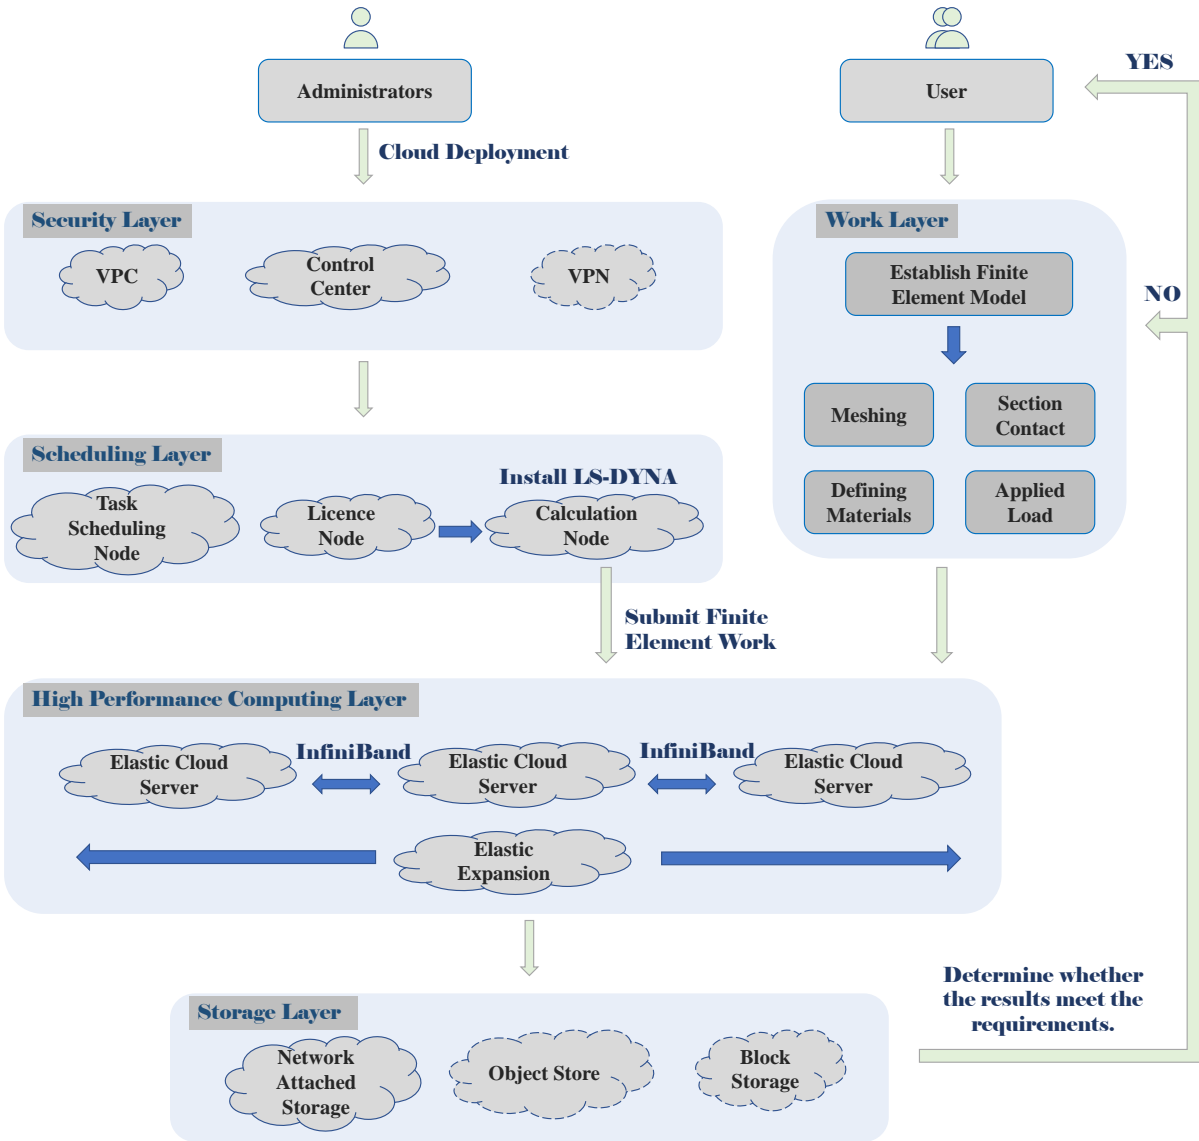 Administrators
User
YES
Cloud Deployment
Security Layer
VPC
Control
Center
VPN
Work Layer
Establish Finite
Element Model
NO
Meshing
Section
Contact
Defining
Materials
Applied
Load
Scheduling Layer
Install LS-DYNA
Task
Scheduling
Node
Licence
Node
Calculation
Node
Submit Finite
Element Work
High Performance Computing Layer
Elastic Cloud
Server
InfiniBand
Elastic Cloud
Server
InfiniBand
Elastic Cloud
Server
Elastic
Expansion
Storage Layer
Network
Attached
Storage
Object Store
Block
Storage
Determine whether
the results meet the
requirements.